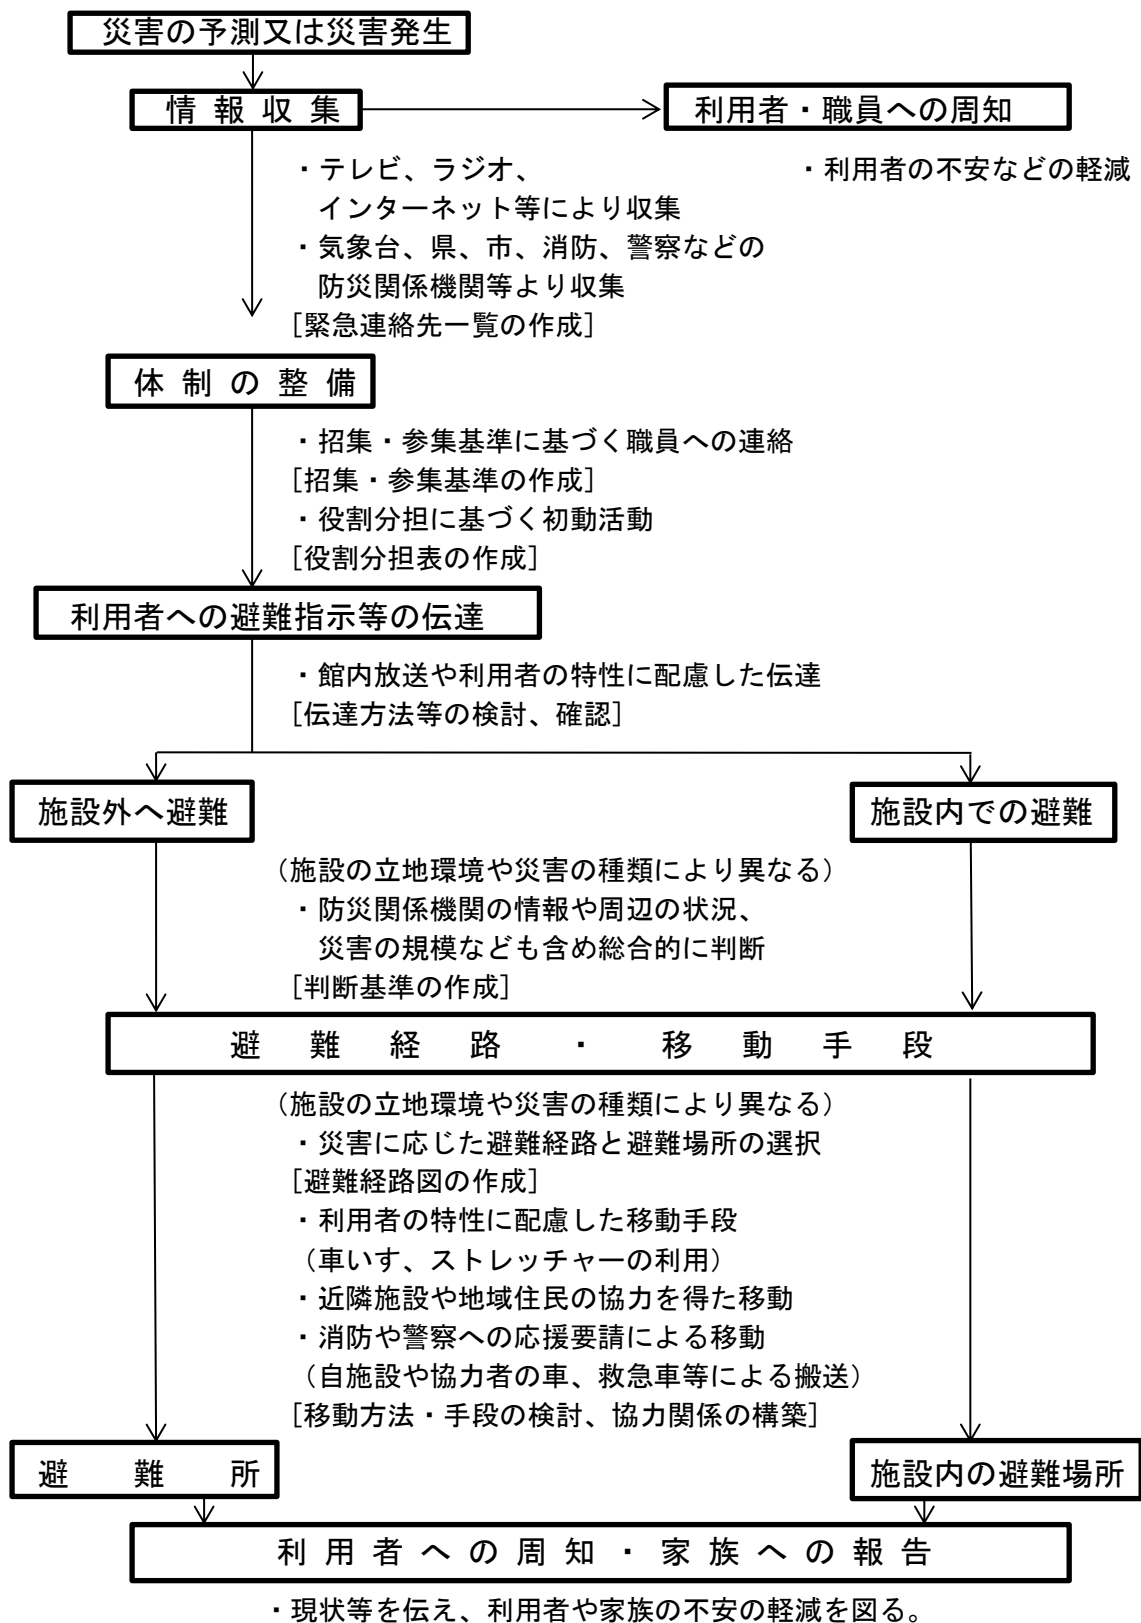 災害の予測又は災害発生
情報収集
利用者・職員への周知
・テレビ、ラジオ、
インターネット等により収集
・気象台、県、市、消防、警察などの
防災関係機関等より収集
[緊急連絡先一覧の作成]
・利用者の不安などの軽減
体制の整備
・招集・参集基準に基づく職員への連絡
[招集・参集基準の作成]
・役割分担に基づく初動活動
[役割分担表の作成]
利用者への避難指示等の伝達
・館内放送や利用者の特性に配慮した伝達
[伝達方法等の検討、確認]
施設外へ避難
施設内での避難
(施設の立地環境や災害の種類により異なる)
・防災関係機関の情報や周辺の状況、
災害の規模なども含め総合的に判断
[判断基準の作成]
避難経路・移動手段
(施設の立地環境や災害の種類により異なる)
・災害に応じた避難経路と避難場所の選択
[避難経路図の作成]
・利用者の特性に配慮した移動手段
(車いす、ストレッチャーの利用)
・近隣施設や地域住民の協力を得た移動
・消防や警察への応援要請による移動
(自施設や協力者の車、救急車等による搬送)
[移動方法・手段の検討、協力関係の構築]
避難所
施設内の避難場所
利用者への周知・家族への報告
・現状等を伝え、利用者や家族の不安の軽減を図る。